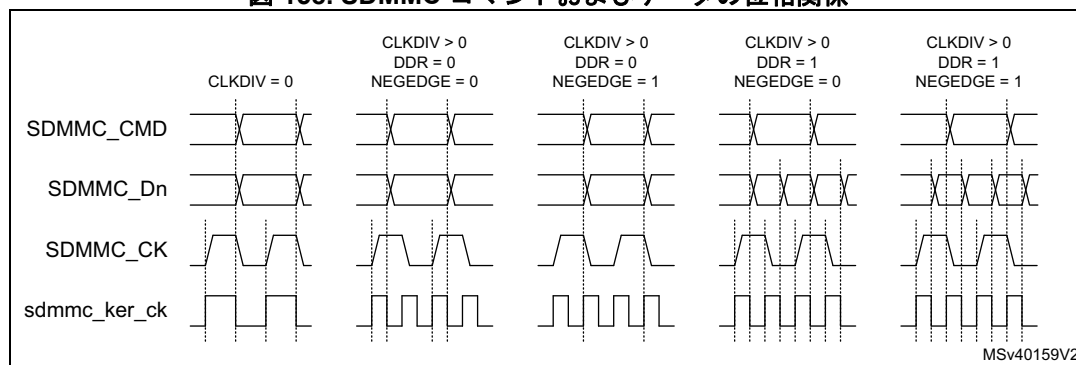 図 SDMMC コマンドおよびデータの位相関係
CLKDIV = 0
CLKDIV > 0
DDR = 0
NEGEDGE = 0
CLKDIV > 0
DDR = 0
NEGEDGE = 1
CLKDIV > 0
DDR = 1
NEGEDGE = 0
CLKDIV > 0
DDR = 1
NEGEDGE = 1
SDMMC_CMD
SDMMC_Dn
SDMMC_CK
sdmmc_ker_ck
MSv40159V2